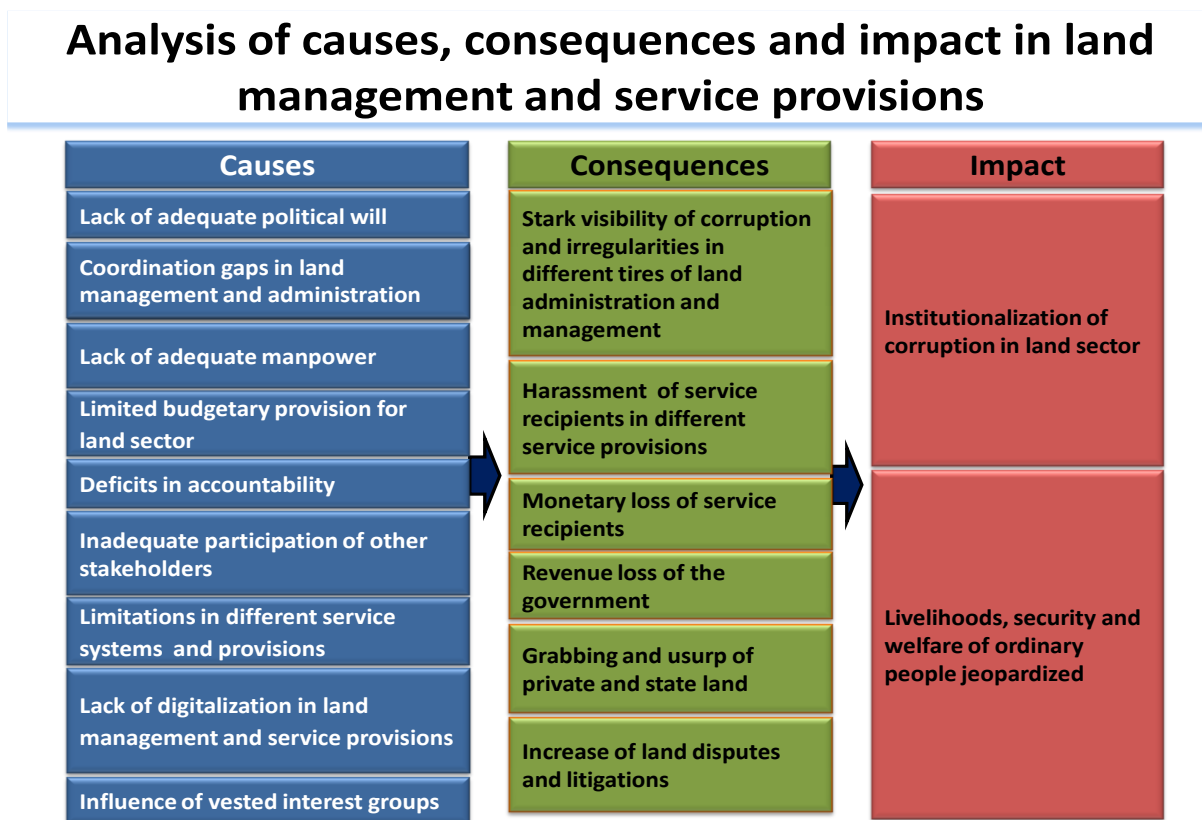 Analysis of causes, consequences and impact in land
management and service provisions
Causes
Lack of adequate political will
Coordination gaps in land
management and administration
Lack of adequate manpower
Limited budgetary provision for
land sector
Deficits in accountability
Inadequate participation of other
stakeholders
Limitations in different service
systems and provisions
Lack of digitalization in land
management and service provisions
Influence of vested interest groups
Consequences
Stark visibility of corruption
and irregularities in
different tires of land
administration and
management
Harassment of service
recipients in different
service provisions
Monetary loss of service
recipients
Revenue loss of the
government
Grabbing and usurp of
private and state land
Increase of land disputes
and litigations
Impact
Institutionalization of
corruption in land sector
Livelihoods, security and
welfare of ordinary
people jeopardized